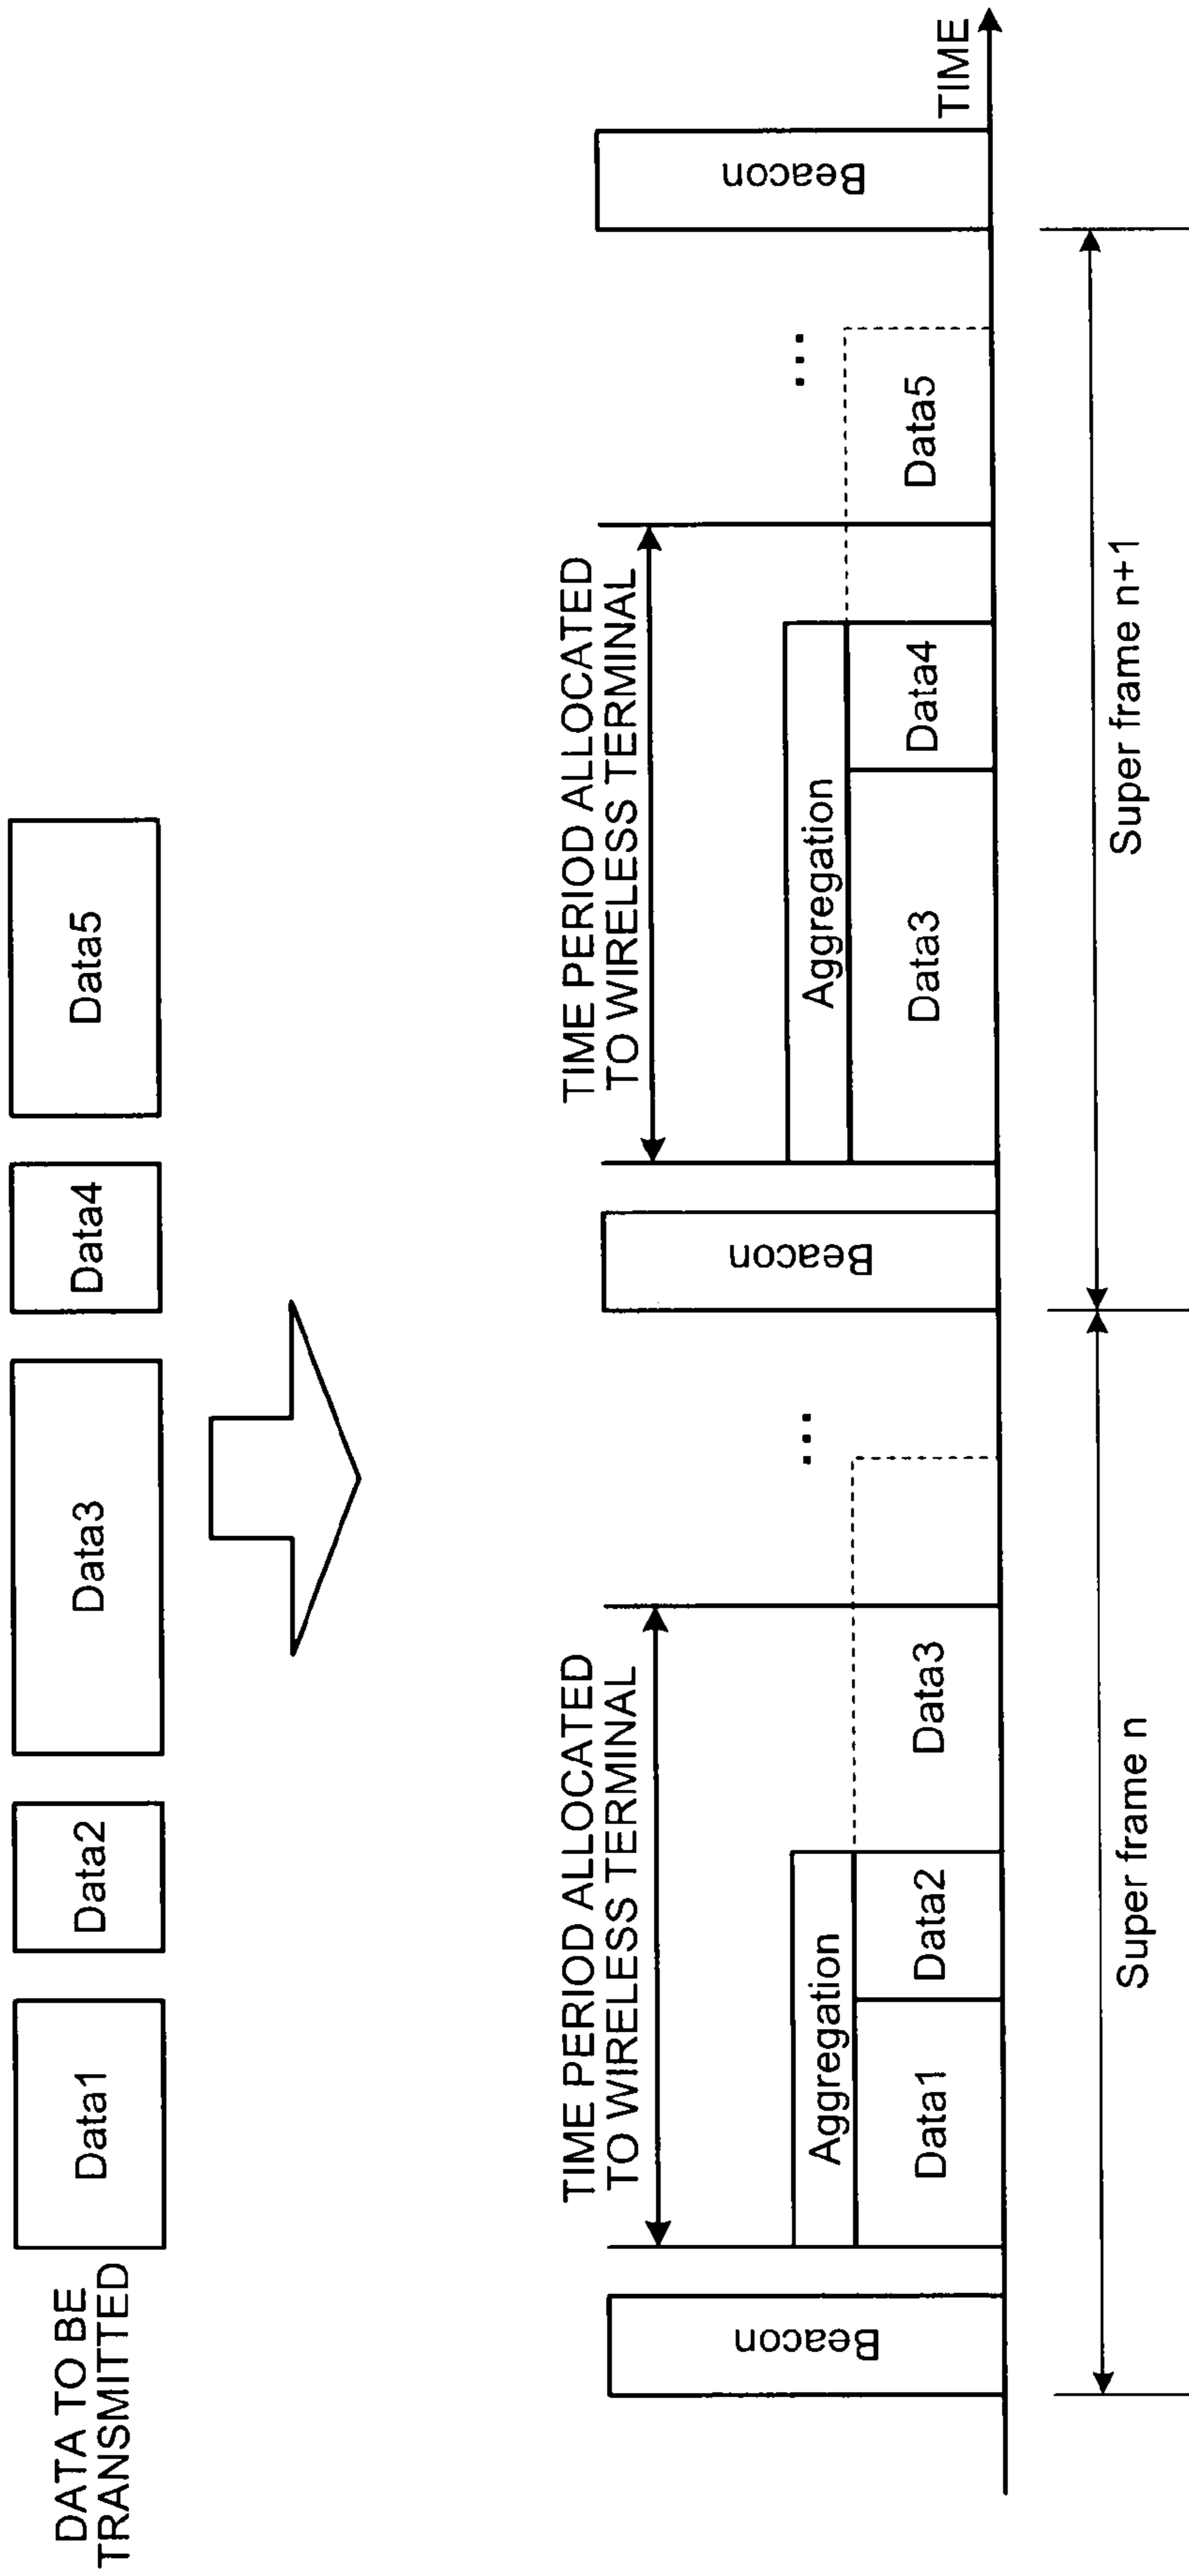 DATA TO BE
TRANSMITTED
Data1
Data2
Data3
Data4
Data5
TIME PERIOD ALLOCATED
TO WIRELESS TERMINAL
TIME PERIOD ALLOCATED
TO WIRELESS TERMINAL
Beacon
Aggregation
Data1
Data2
Data3
...
Beacon
Aggregation
Data3
Data4
Data5
...
Beacon
TIME
Super frame n
Super frame n+1